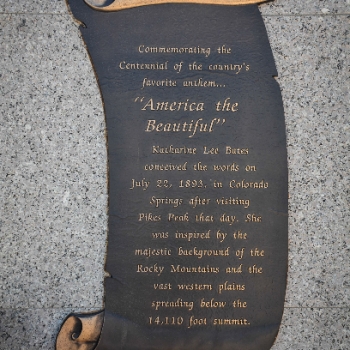 Commemorating the
Centennial of the country's
favorite anthem...
"America the
Beautiful"
Katharine Lee Bates
conceived the words on
July 22, 1893, in Colorado
Springs after visiting
Pikes Peak that day. She
was inspired by the
majestic background of the
Rocky Mountains and the
vast western plains
spreading below the
14,110 foot summit.